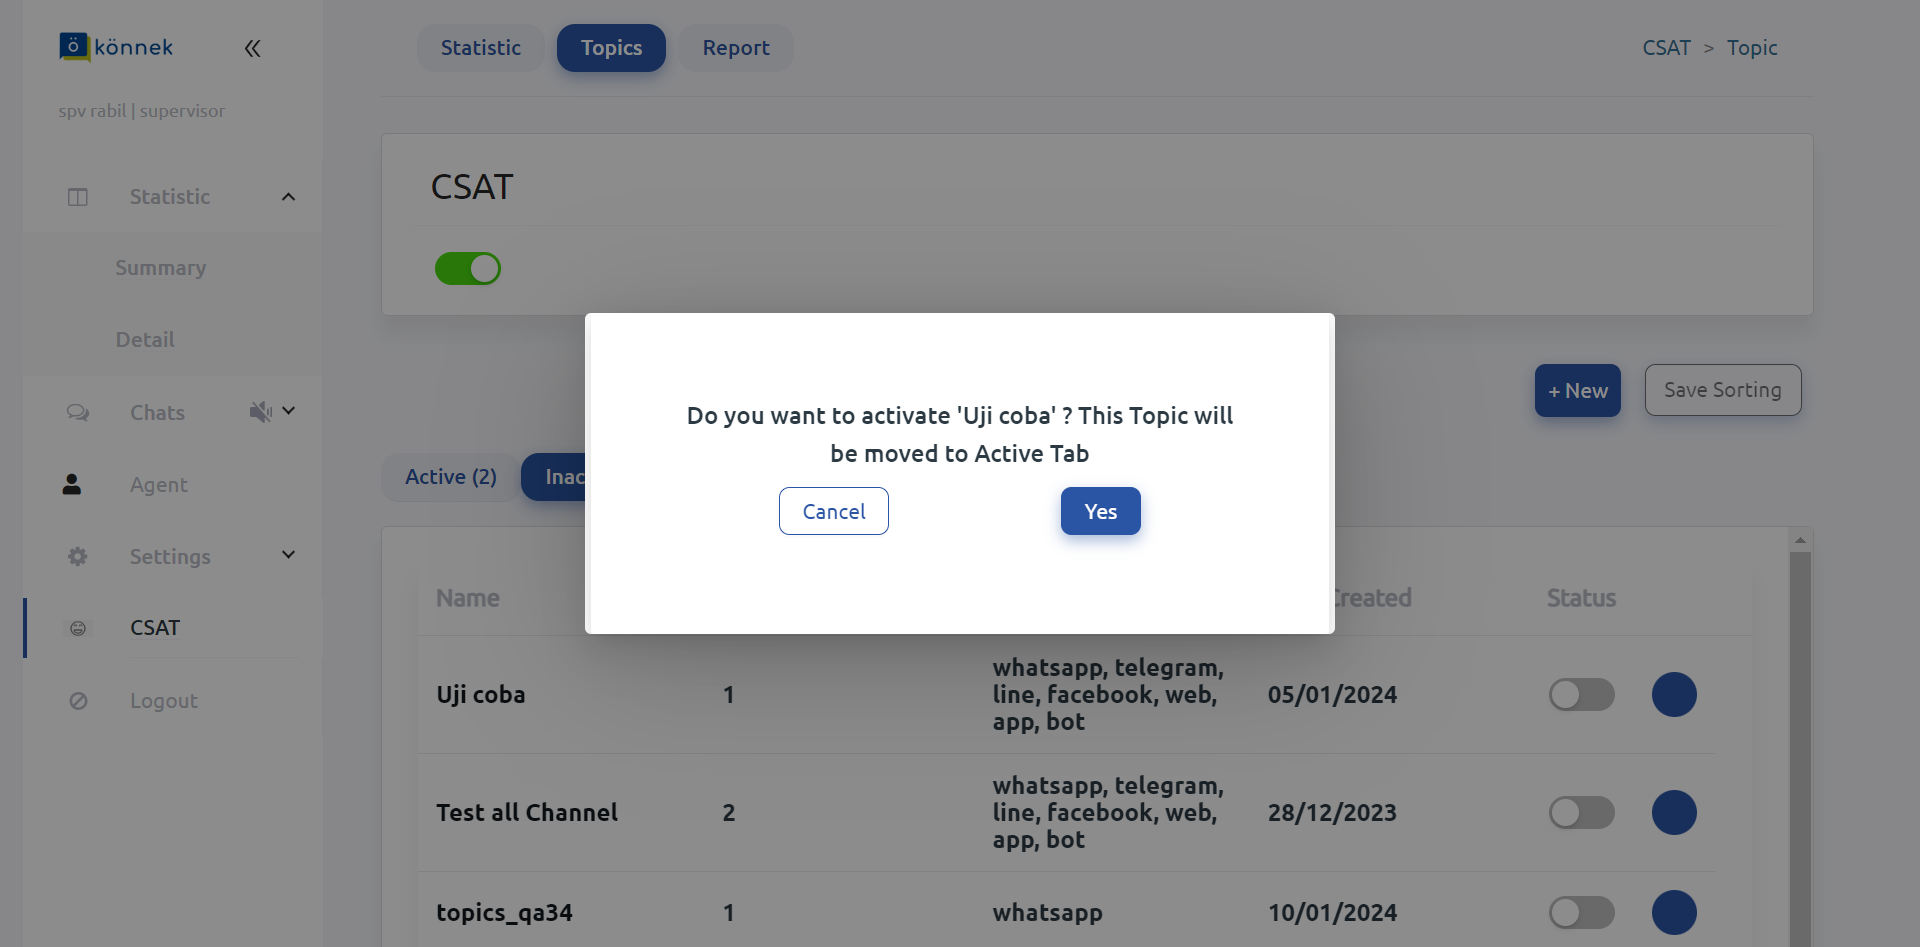 könnek
spv rabil | supervisor
Statistic
Summary
Detail
Chats
Agent
Settings
CSAT
Logout
Statistic
Topics
Report
CSAT > Topic
CSAT
+ New
Save Sorting
Active (2)
Inac
Do you want to activate 'Uji coba' ? This Topic will
be moved to Active Tab
Cancel
Yes
Name
Created
Status
Uji coba
1
whatsapp, telegram,
line, facebook, web,
app, bot
05/01/2024
Test all Channel
2
whatsapp, telegram,
line, facebook, web,
app, bot
28/12/2023
topics_qa34
1
whatsapp
10/01/2024